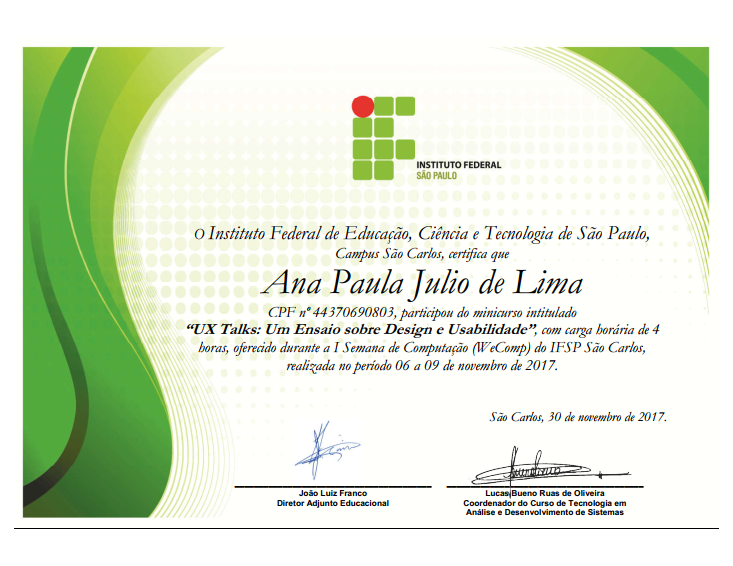 INSTITUTO FEDERAL
SÃO PAULO
O Instituto Federal de Educação, Ciência e Tecnologia de São Paulo,
Campus São Carlos, certifica que
Ana Paula Julio de Lima
CPF nº 44370690803, participou do minicurso intitulado
“UX Talks: Um Ensaio sobre Design e Usabilidade”, com carga horária de 4
horas, oferecido durante a I Semana de Computação (WeComp) do IFSP São Carlos,
realizada no período 06 a 09 de novembro de 2017.
São Carlos, 30 de novembro de 2017.
João Luiz Franco
Diretor Adjunto Educacional
Lucas Bueno Ruas de Oliveira
Coordenador do Curso de Tecnologia em
Análise e Desenvolvimento de Sistemas